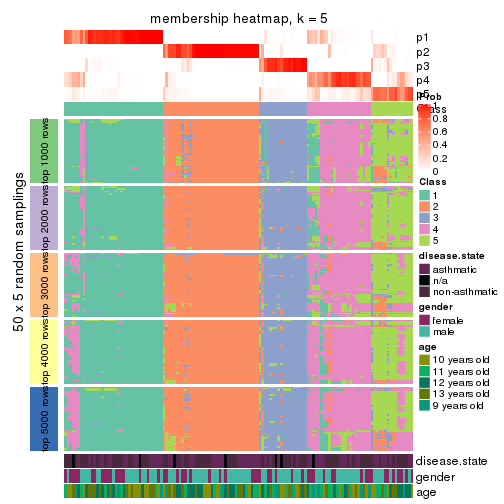 membership heatmap, k = 5
p1
p2
p3
p4
p5
Prob
1
0.8
0.6
0.4
0.2
0
Class
Class
1
2
3
4
5
disease.state
asthmatic
n/a
non-asthmatic
gender
female
male
age
10 years old
11 years old
12 years old
13 years old
9 years old
50 x 5 random samplings
top 1000 rows
top 2000 rows
top 3000 rows
top 4000 rows
top 5000 rows
disease.state
gender
age